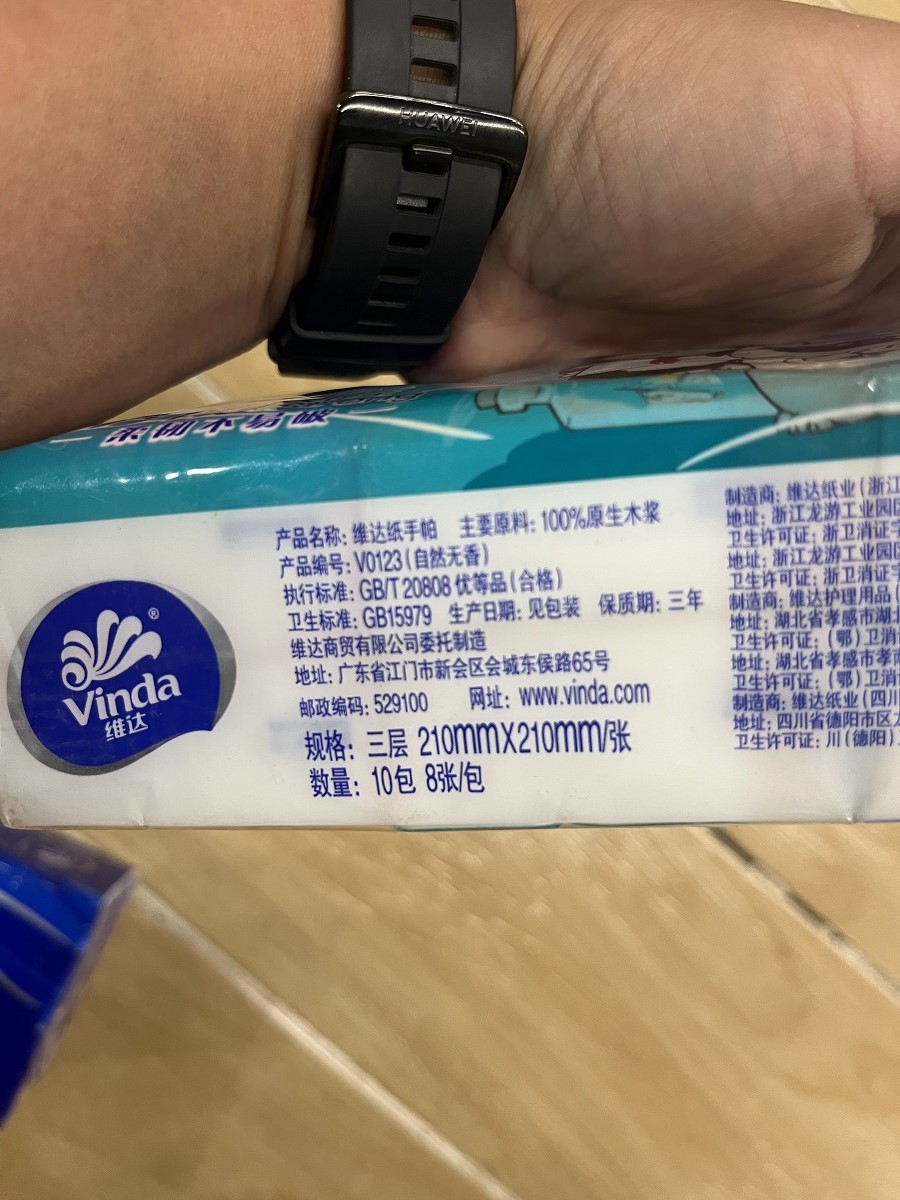 HUAWEI
柔韧不易破
产品名称: 维达纸手帕 主要原料: 100%原生木浆
产品编号: V0123(自然无香)
执行标准: GB/T 20808 优等品(合格)
卫生标准: GB15979 生产日期: 见包装 保质期: 三年
维达商贸有限公司委托制造
地址: 广东省江门市新会区会城东侯路65号
邮政编码: 529100 网址: www.vinda.com
规格: 三层 210mmX210mm/张
数量: 10包 8张/包
Vinda®
维达
制造商: 维达纸业(浙江
地址: 浙江龙游工业园区
卫生许可证: 浙卫消证字
地址: 浙江龙游工业园区
卫生许可证: 浙卫消证字
制造商: 维达护理用品(
地址: 湖北省孝感市
卫生许可证: (鄂)卫消
地址: 湖北省孝感市孝
卫生许可证: (鄂)卫消
制造商: 维达纸业(四川
地址: 四川省德阳市区
卫生许可证: 川(德阳)